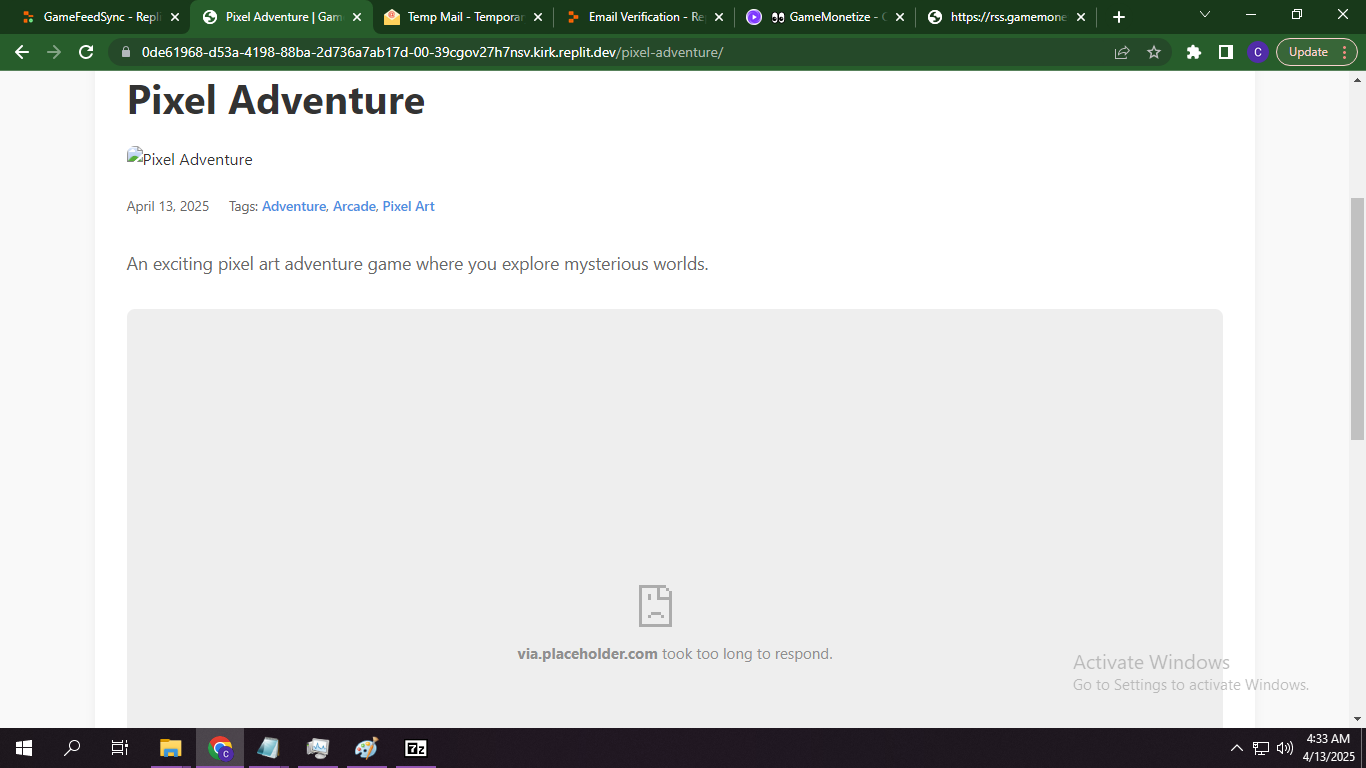 GameFeedSync - Repli
Pixel Adventure | Gam
Temp Mail - Temporar
Email Verification - Re
GameMonetize - G
https://rss.gamemone
0de61968-d53a-4198-88ba-2d736a7ab17d-00-39cgov27h7nsv.kirk.replit.dev/pixel-adventure/
C
Update
Pixel Adventure
Pixel Adventure
April 13, 2025 Tags: Adventure, Arcade, Pixel Art
An exciting pixel art adventure game where you explore mysterious worlds.
via.placeholder.com took too long to respond.
Activate Windows
Go to Settings to activate Windows.
C
7z
4:33 AM
4/13/2025